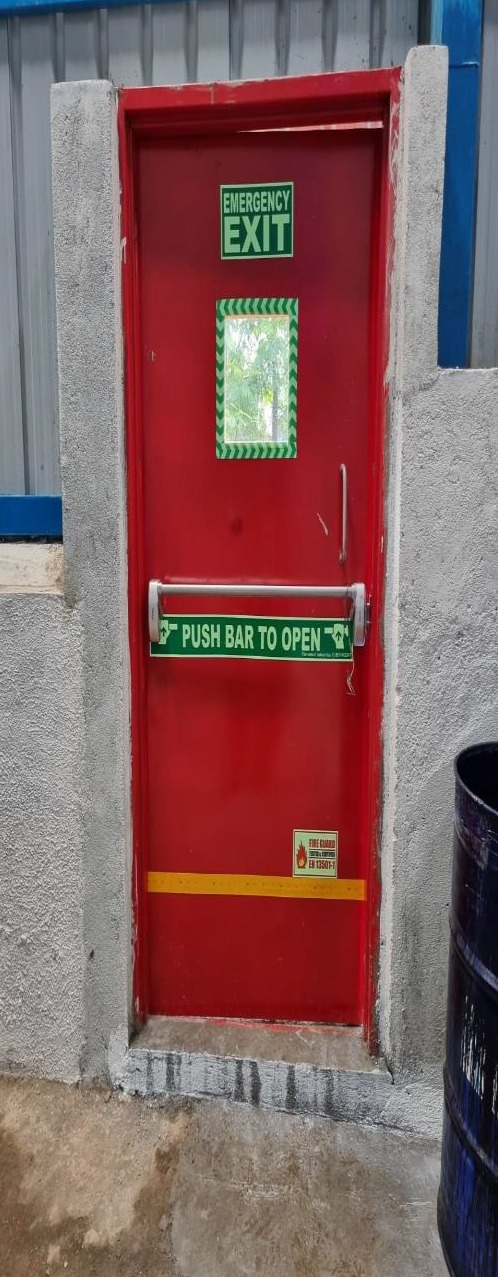 EMERGENCY
EXIT
PUSH BAR TO OPEN
FIRE GUARD
EN 13501-1